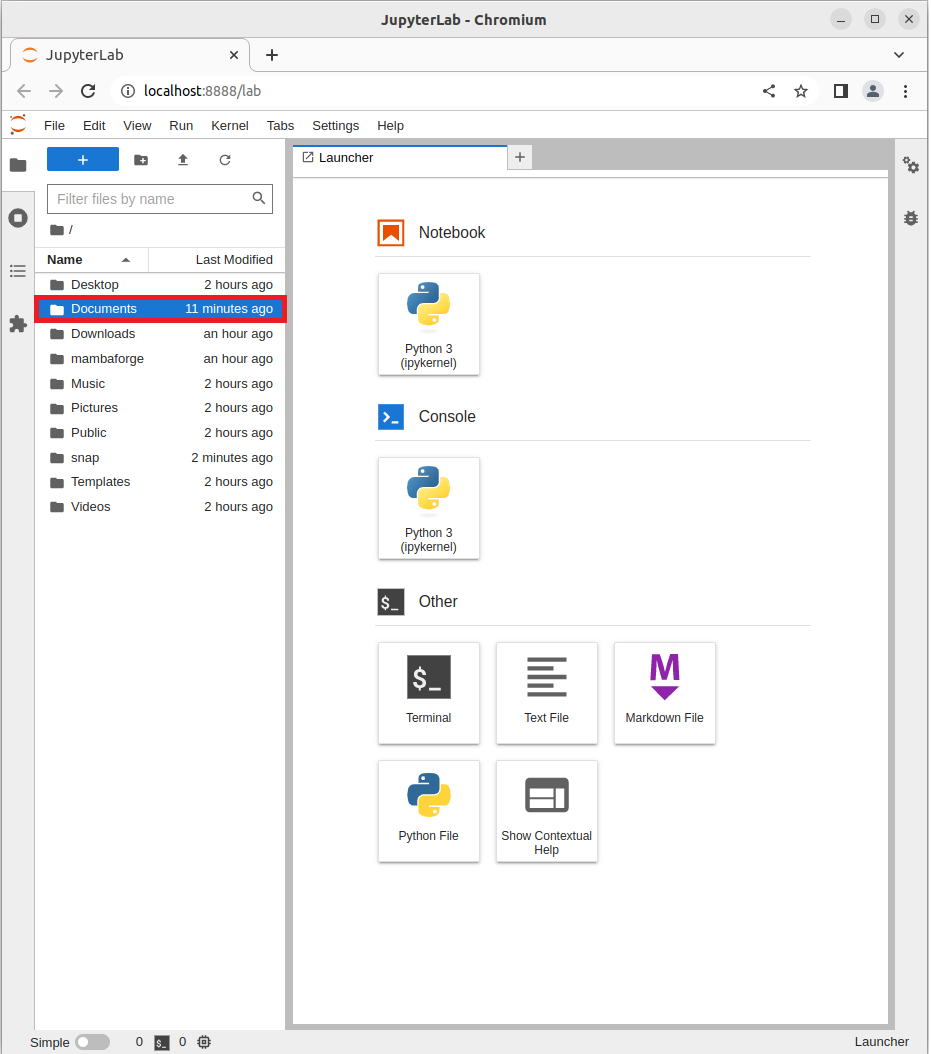 JupyterLab - Chromium
JupyterLab
localhost:8888/lab
File Edit View Run Kernel Tabs Settings Help
+
Filter files by name
/
Name Last Modified
Desktop 2 hours ago
Documents 11 minutes ago
Downloads an hour ago
mambaforge an hour ago
Music 2 hours ago
Pictures 2 hours ago
Public 2 hours ago
snap 2 minutes ago
Templates 2 hours ago
Videos 2 hours ago
Launcher
Notebook
Python 3
(ipykernel)
Console
Python 3
(ipykernel)
$_ Other
$_
Terminal
Text File
M
Markdown File
Python File
Show Contextual
Help
Simple 0 $_ 0 Launcher